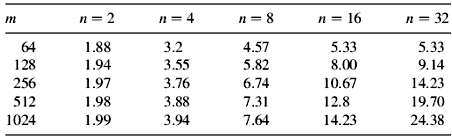 m n = 2 n = 4 n = 8 n = 16 n = 32
64 1.88 3.2 4.57 5.33 5.33
128 1.94 3.55 5.82 8.00 9.14
256 1.97 3.76 6.74 10.67 14.23
512 1.98 3.88 7.31 12.8 19.70
1024 1.99 3.94 7.64 14.23 24.38